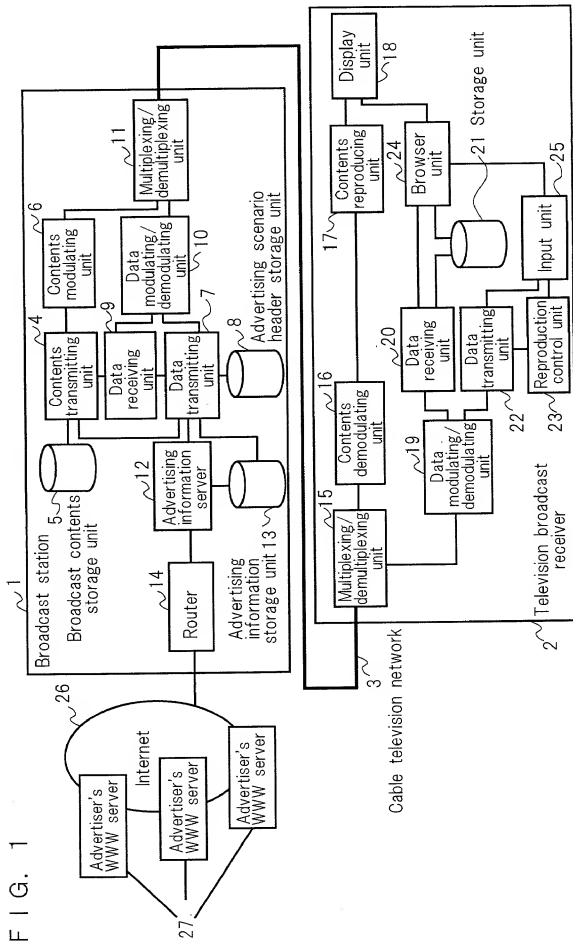 FIG. 1
26
Internet
Advertiser's
WWW server
Advertiser's
WWW server
Advertiser's
WWW server
27
1
Broadcast station
5
Broadcast contents
storage unit
4
Contents
transmitting
unit
6
Contents
modulating
unit
9
Data
receiving
unit
10
Data
modulating/
demodulating
unit
11
Multiplexing/
demultiplexing
unit
7
Data
transmitting
unit
8
Advertising scenario
header storage unit
12
Advertising
information
server
13
Advertising
information
storage unit
14
Router
3
Cable television network
2
Television broadcast
receiver
15
Multiplexing/
demultiplexing
unit
16
Contents
demodulating
unit
17
Contents
reproducing
unit
18
Display
unit
19
Data
modulating/
demodulating
unit
20
Data
receiving
unit
21 Storage unit
22
Data
transmitting
unit
23
Reproduction
control unit
24
Browser
unit
25
Input unit